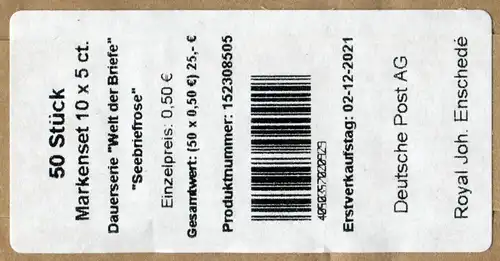 50 Stück
Markenset 10 x 5 ct.
Dauerserie "Welt der Briefe"
"Seebriefrose"
Einzelpreis: 0,50 €
Gesamtwert: (50 x 0,50 €) 25,- €
Produktnummer: 152308505
4050357020929
Erstverkaufstag: 02-12-2021
Deutsche Post AG
Royal Joh. Enschedé